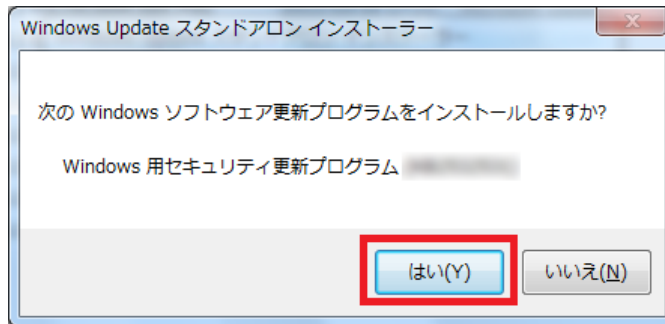 Windows Update スタンドアロン インストーラー
次の Windows ソフトウェア更新プログラムをインストールしますか?
Windows 用セキュリティ更新プログラム
はい(Y)
いいえ(N)